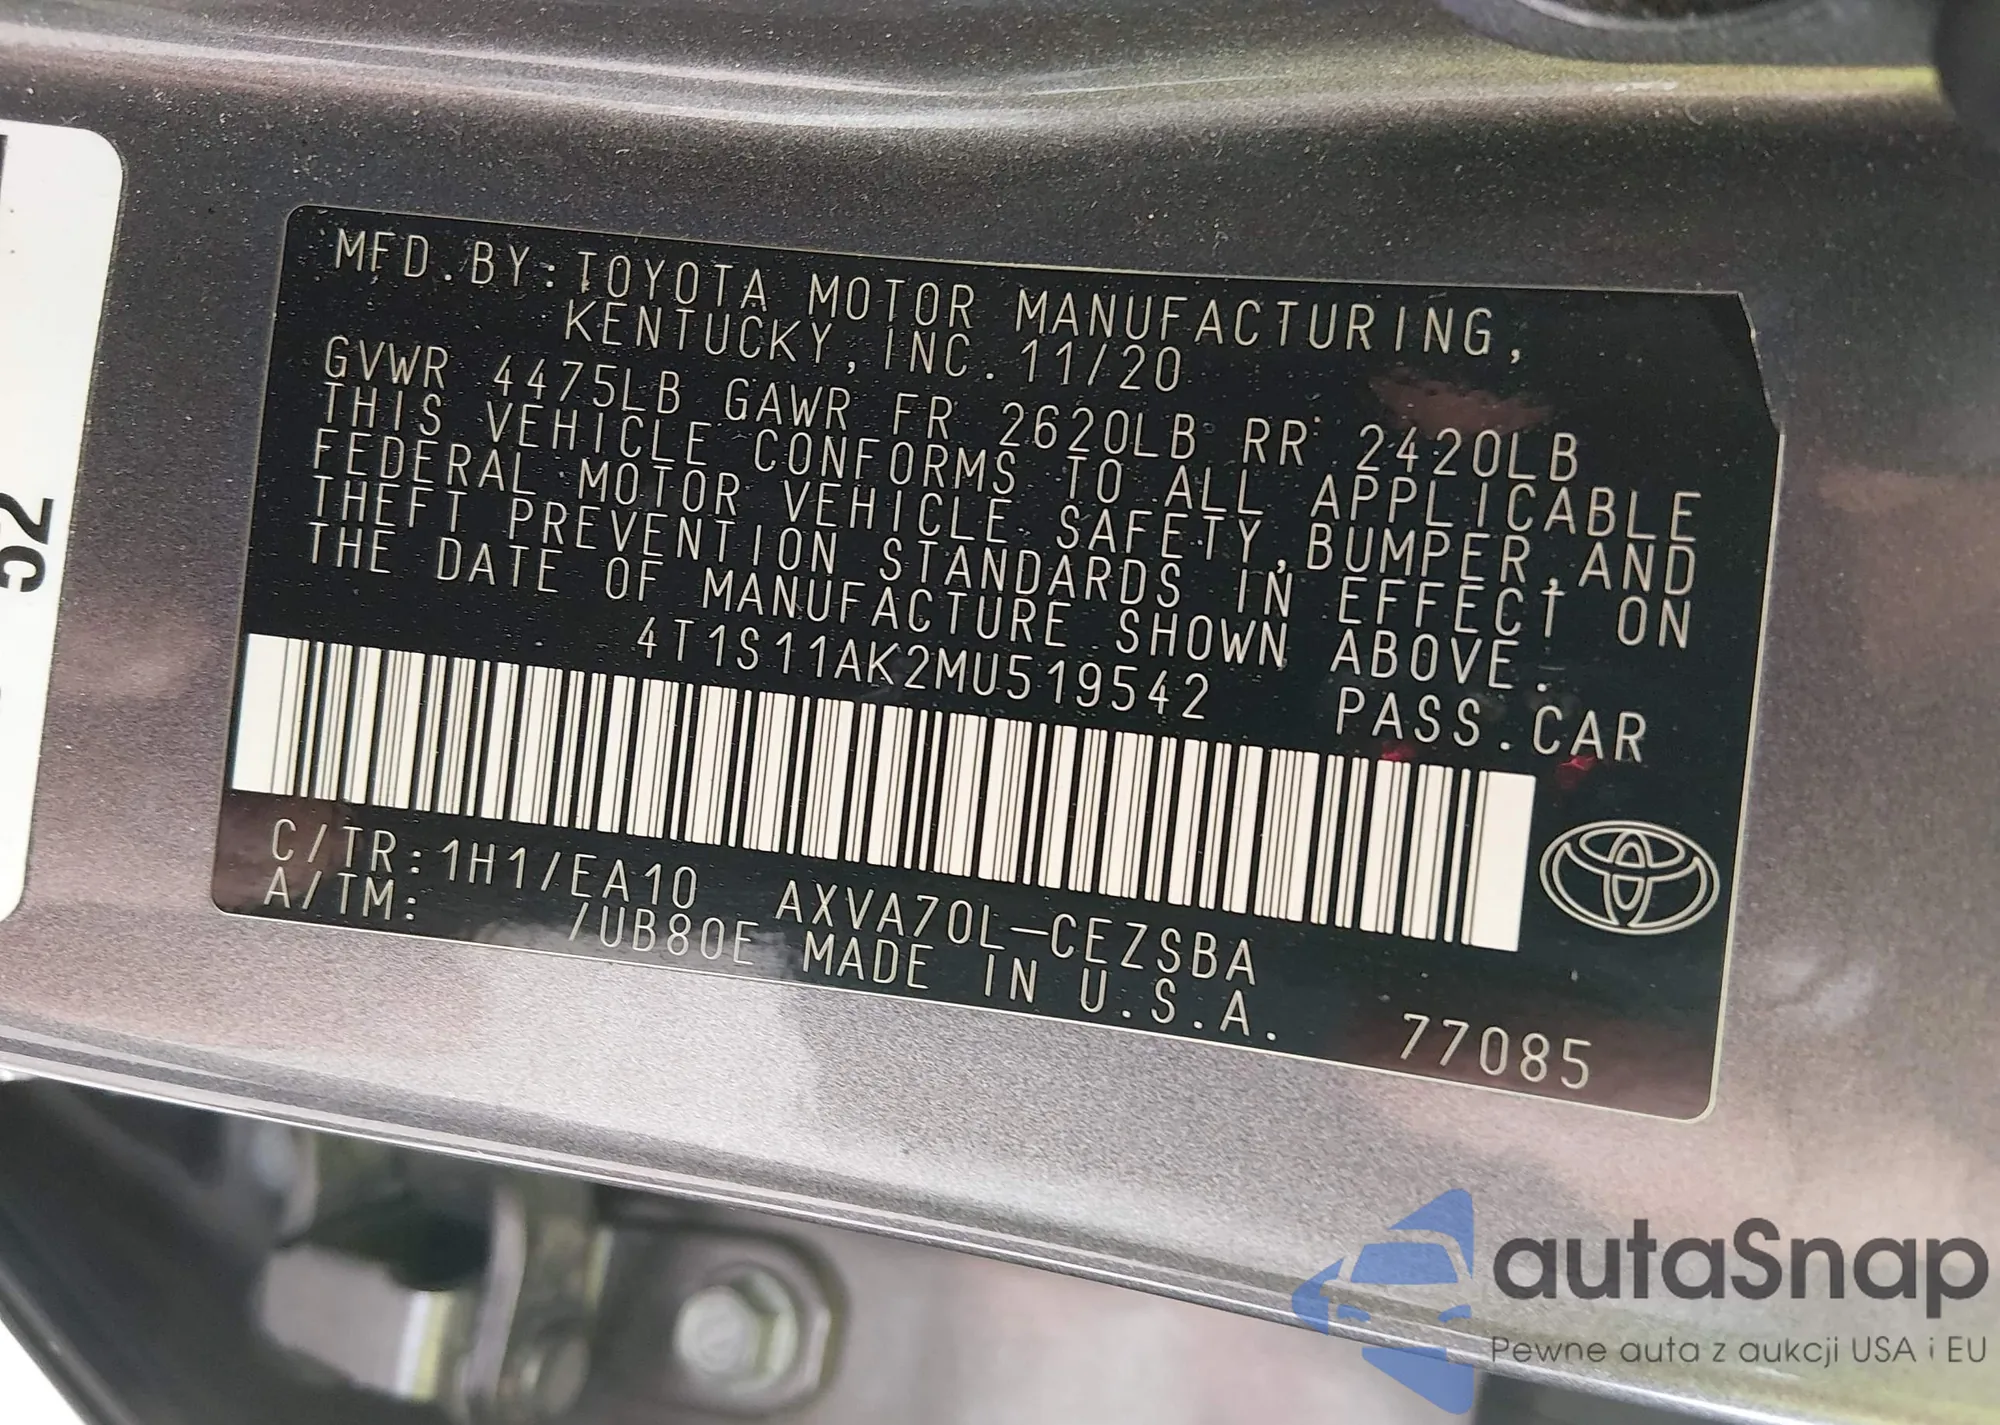 MFD.BY:TOYOTA MOTOR MANUFACTURING,
KENTUCKY, INC. 11/20
GVWR 4475LB GAWR FR 2620LB RR 2420LB
THIS VEHICLE CONFORMS TO ALL APPLICABLE
FEDERAL MOTOR VEHICLE SAFETY,BUMPER,AND
THEFT PREVENTION STANDARDS IN EFFECT ON
THE DATE OF MANUFACTURE SHOWN ABOVE.
4T1S11AK2MU519542 PASS.CAR
C/TR:1H1/EA10 AXVA70L-CEZSBA
A/TM: /UB80E MADE IN U.S.A.
77085
52
autaSnap
Pewne auta z aukcji USA i EU